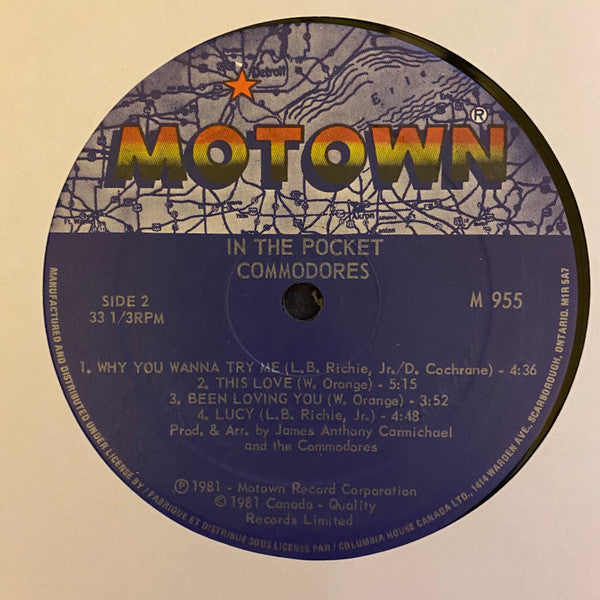 Detroit
Erie
MOTOWN®
Akron
IN THE POCKET
COMMODORES
SIDE 2
33 1/3RPM
M 955
1. WHY YOU WANNA TRY ME (L.B. Richie, Jr./D. Cochrane) - 4:36
2. THIS LOVE (W. Orange) - 5:15
3. BEEN LOVING YOU (W. Orange) - 3:52
4. LUCY (L.B. Richie, Jr.) - 4:48
Prod. & Arr. by James Anthony Carmichael
and the Commodores
℗ 1981 - Motown Record Corporation
© 1981 Canada - Quality
Records Limited
MANUFACTURED AND DISTRIBUTED UNDER LICENSE BY / FABRIQUE ET DISTRIBUE SOUS LICENSE PAR / COLUMBIA HOUSE CANADA LTD., 1414 WARDEN AVE., SCARBOROUGH, ONTARIO. M1R 5A7